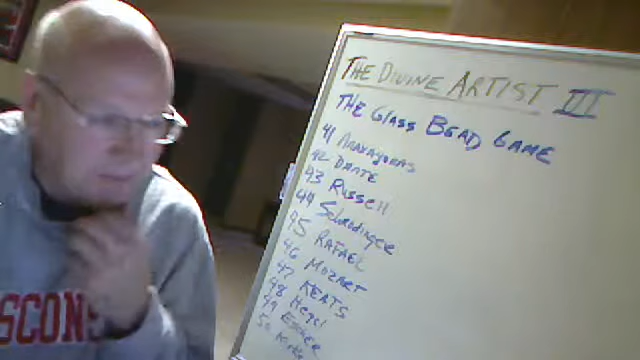 THE DIVINE ARTIST III
THE GLASS BEAD GAME
41 ANAXAGORAS
42 DANTE
43 RUSSELL
44 Schrodinger
45 RAFAEL
46 MOZART
47 KEATS
48 Hegel
49 ESCHER
50
SCONS